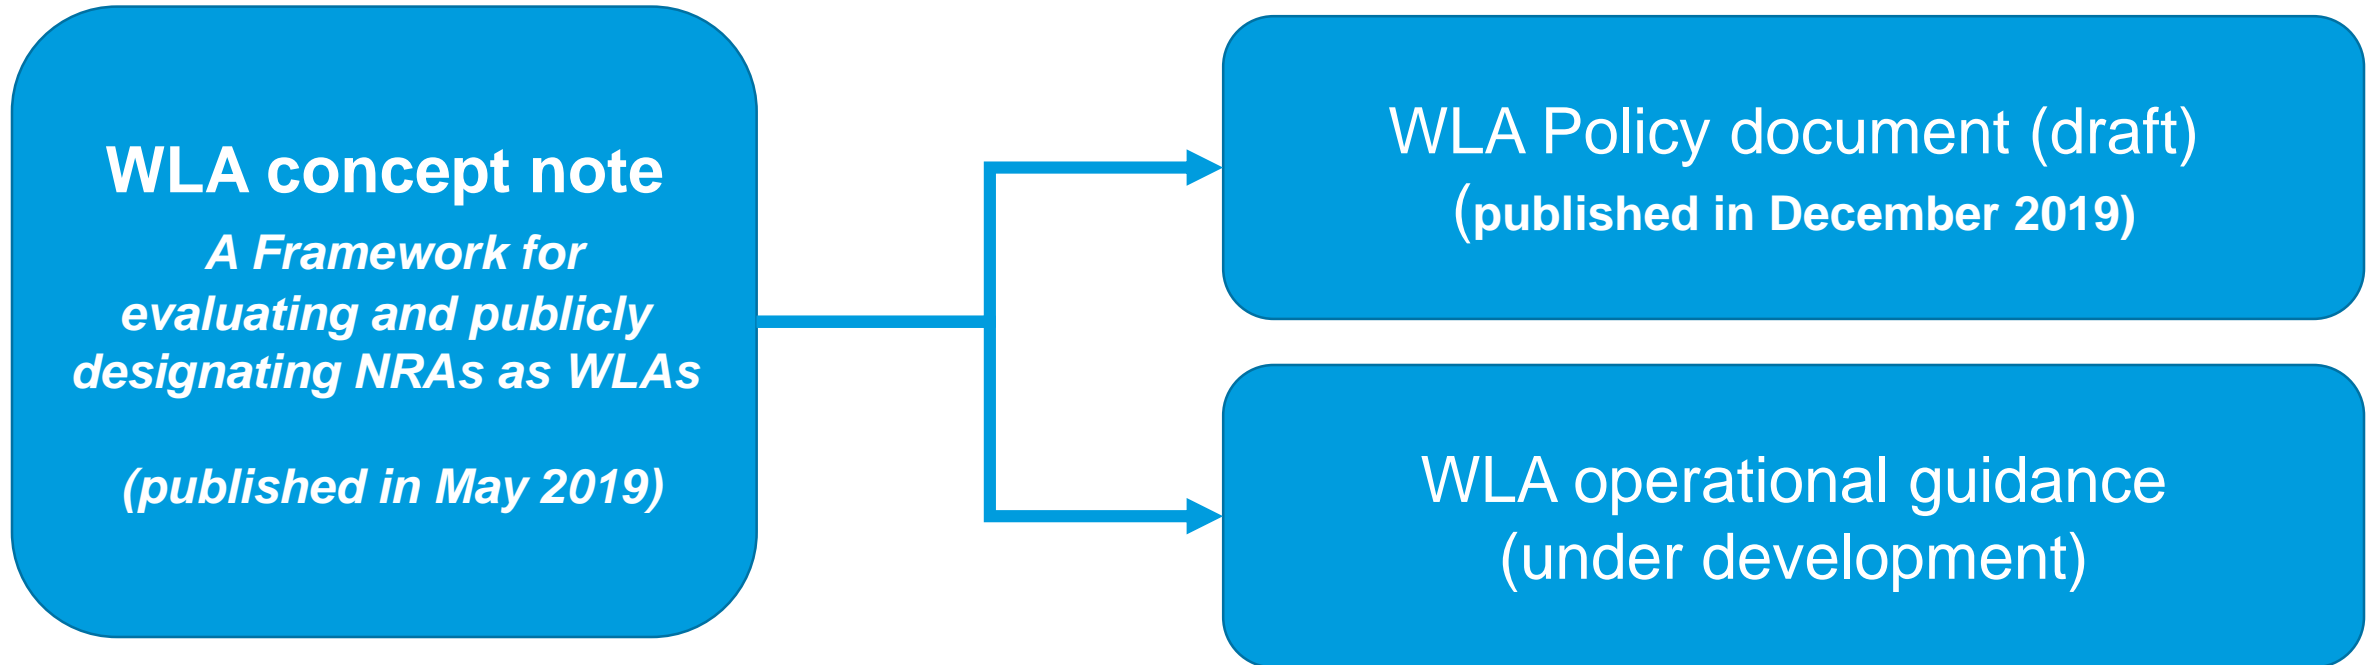 WLA concept note
A Framework for
evaluating and publicly
designating NRAs as WLAs
(published in May 2019)
WLA Policy document (draft)
(published in December 2019)
WLA operational guidance
(under development)